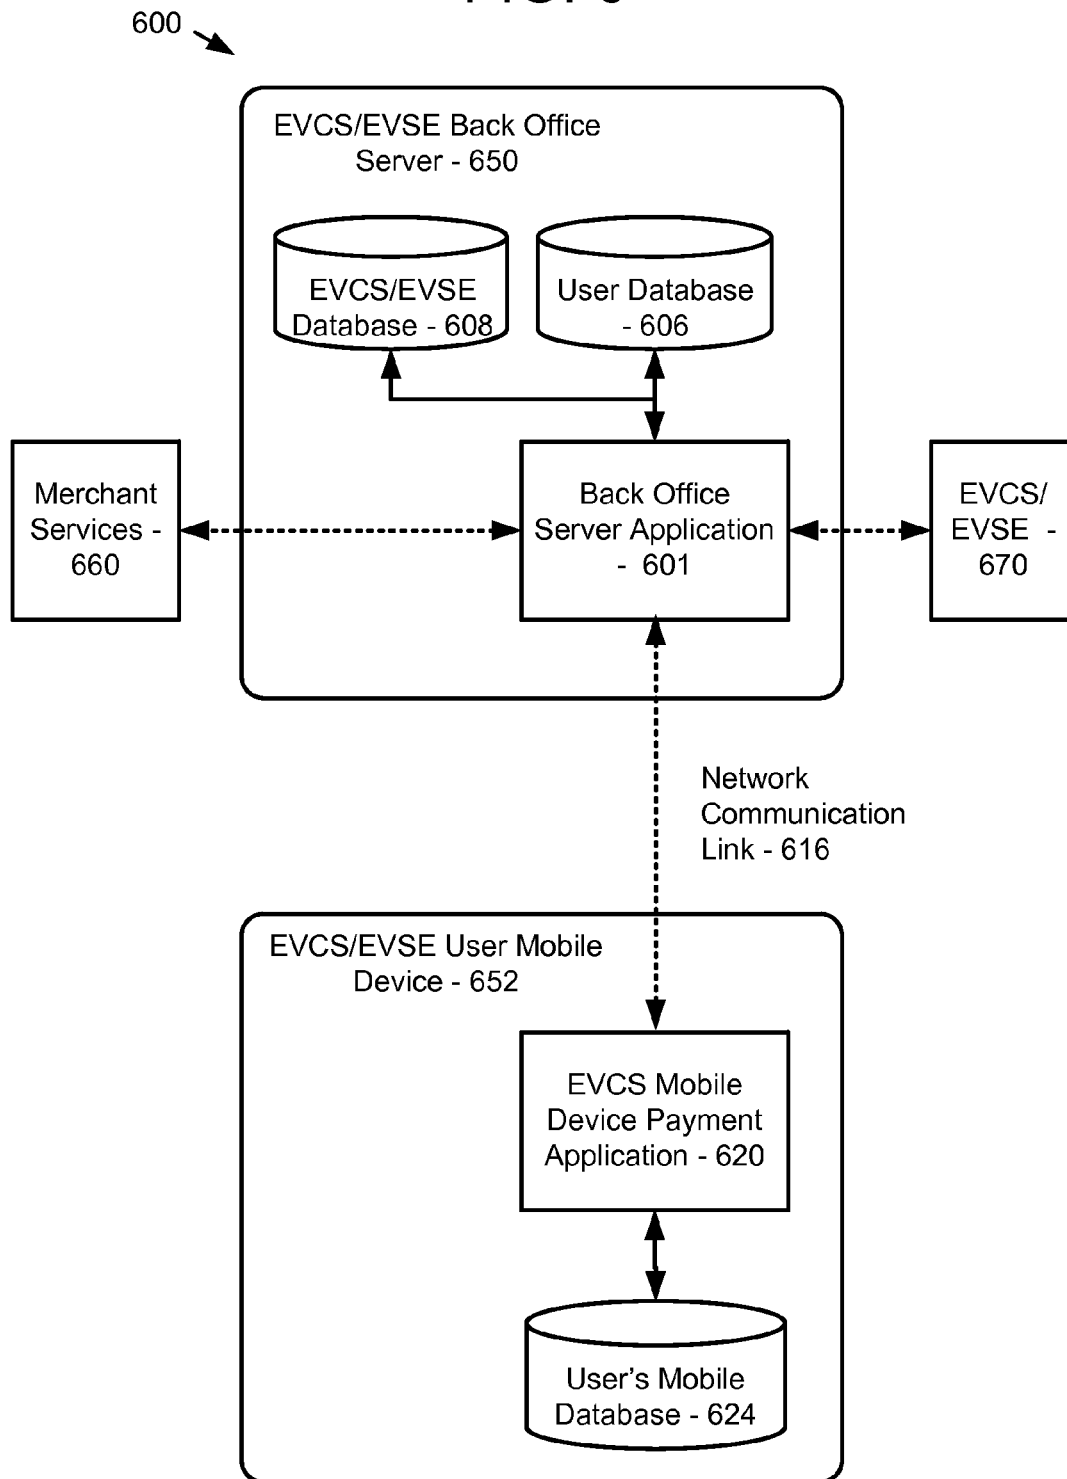 600
EVCS/EVSE Back Office
Server - 650
EVCS/EVSE
Database - 608
User Database
- 606
Merchant
Services -
660
Back Office
Server Application
- 601
EVCS/
EVSE -
670
Network
Communication
Link - 616
EVCS/EVSE User Mobile
Device - 652
EVCS Mobile
Device Payment
Application - 620
User's Mobile
Database - 624